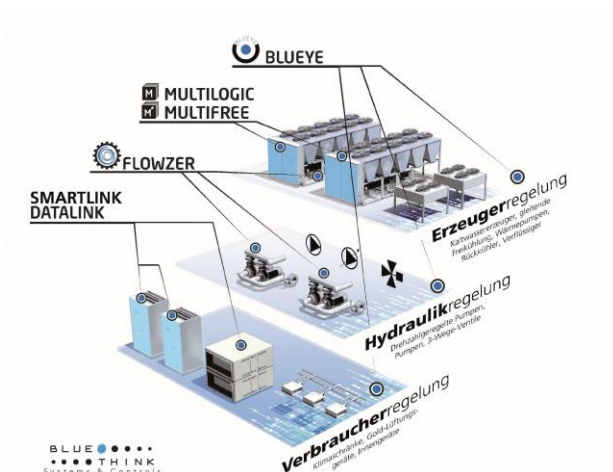 BLUEYE
BLUEYE
M MULTILOGIC
M MULTIFREE
FLOWZER
SMARTLINK
DATALINK
Erzeugerregelung
Kaltwassererzeuger, gleitende
Freikühlung, Wärmepumpen,
Rückkühler, Verflüssiger
Hydraulikregelung
Drehzahlgeregelte Pumpen,
Pumpen, 3-Wege-Ventile
Verbraucherregelung
Klimaschränke, Gold-Lüftungs-
geräte, Innengeräte
BLUE
THINK
Systems & Controls